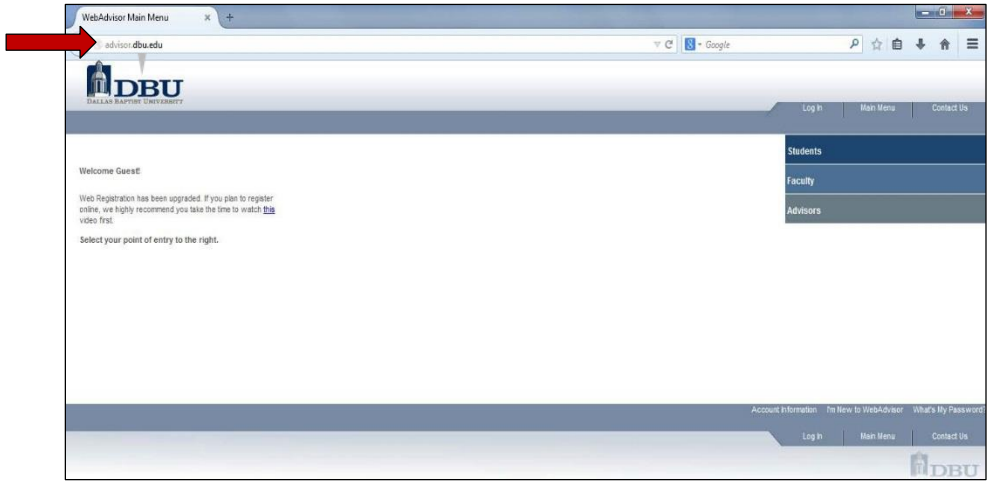 WebAdvisor Main Menu
advisor.dbu.edu
Google
DBU
DALLAS BAPTIST UNIVERSITY
Log In Main Menu Contact Us
Students
Welcome Guest!
Faculty
Web Registration has been upgraded. If you plan to register
online, we highly recommend you take the time to watch this
video first.
Advisors
Select your point of entry to the right.
Account Information I'm New to WebAdvisor What's My Password
Log In Main Menu Contact Us
DBU